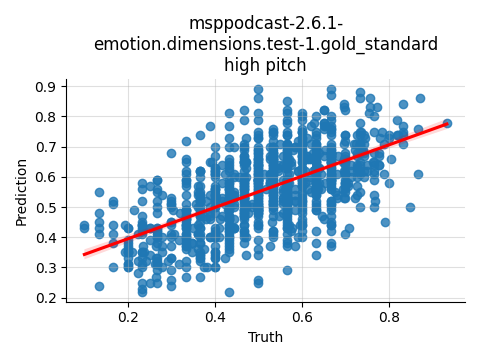 msppodcast-2.6.1-
emotion.dimensions.test-1.gold_standard
high pitch
0.9
0.8
0.7
0.6
0.5
0.4
0.3
0.2
Prediction
0.2
0.4
0.6
0.8
Truth